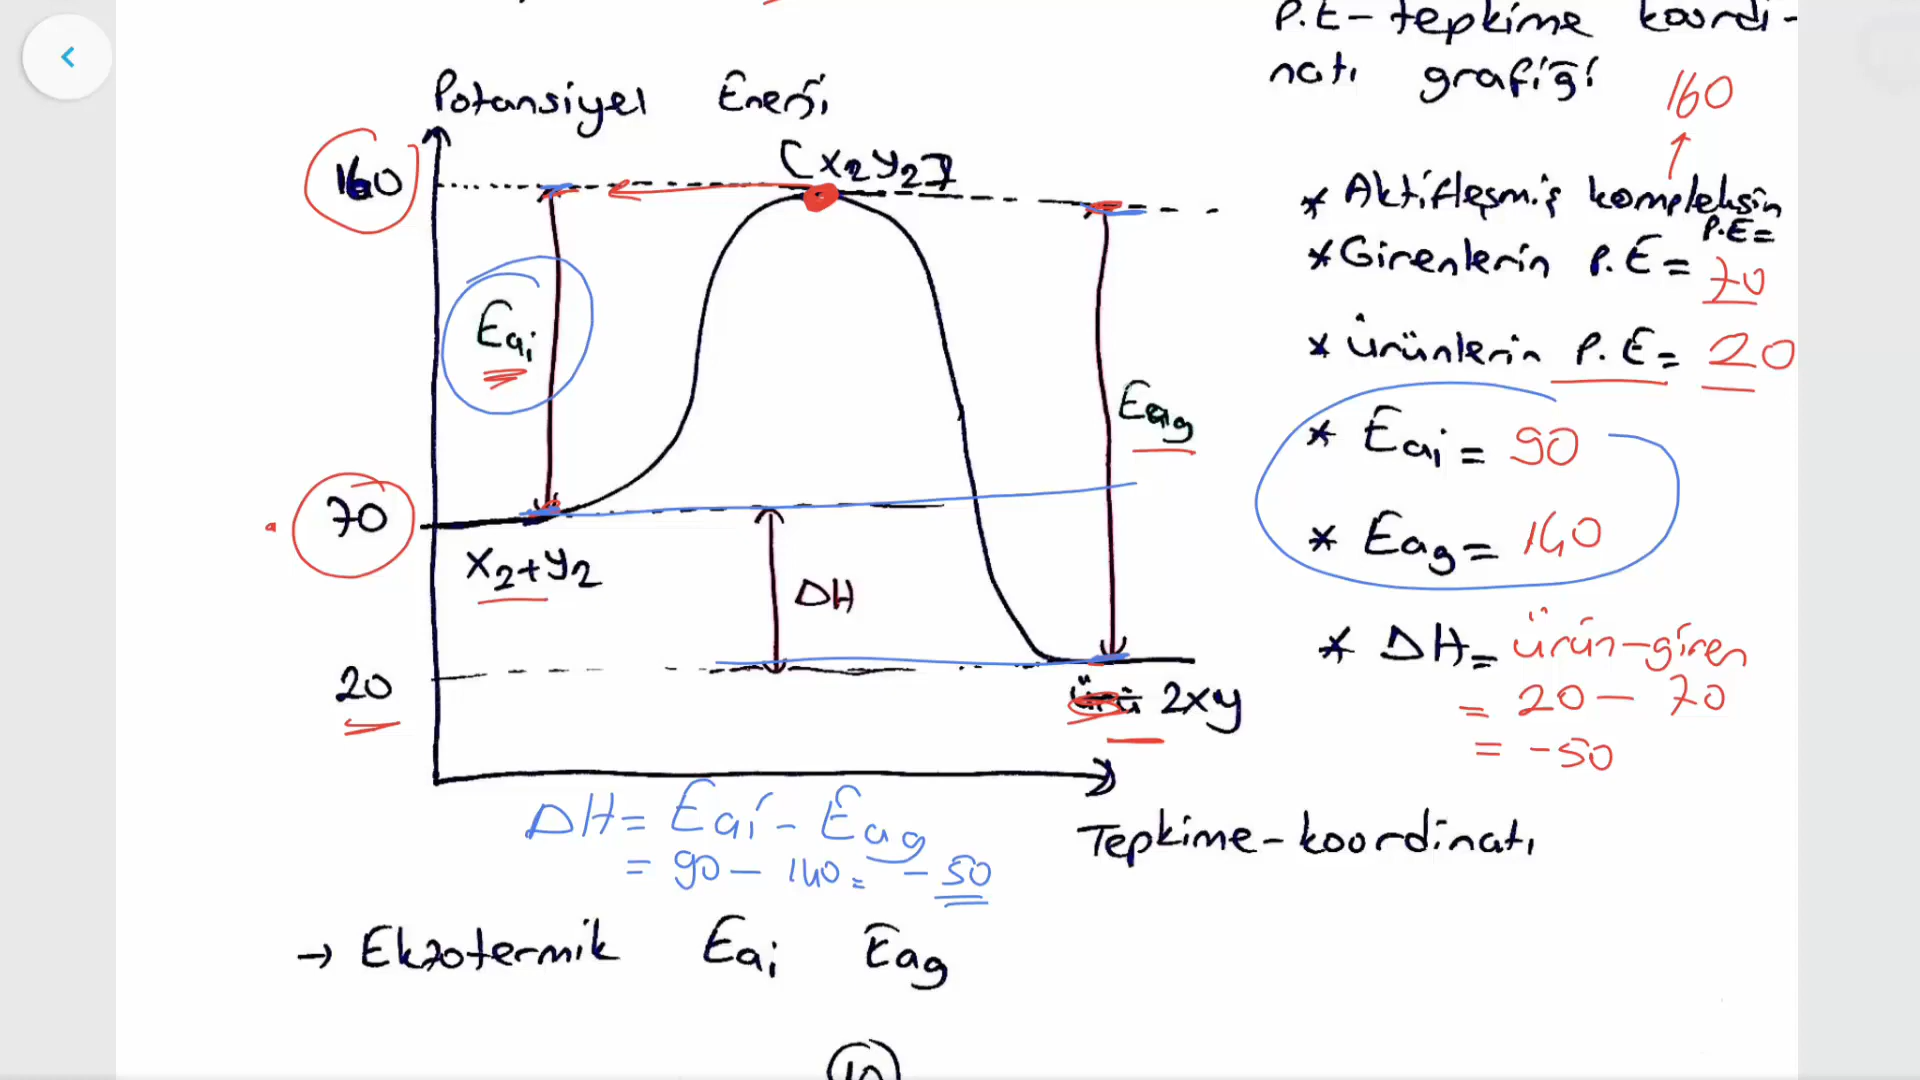 P.E - tepkime koordi-
natı grafiği
160
Potansiyel Enerji
160
[X2Y2]
* Aktifleşmiş kompleksin
P.E =
* Girenlerin P.E = 70
Eai
* Ürünlerin P.E = 20
Eag
* Eai = 90
70
* Eag = 140
X2+Y2
ΔH
* ΔH = ürün-giren
= 20 - 70
= -50
20
2xy
ΔH = Eai - Eag
= 90 - 140 = -50
Tepkime-koordinatı
→ Ekzotermik Eai Eag